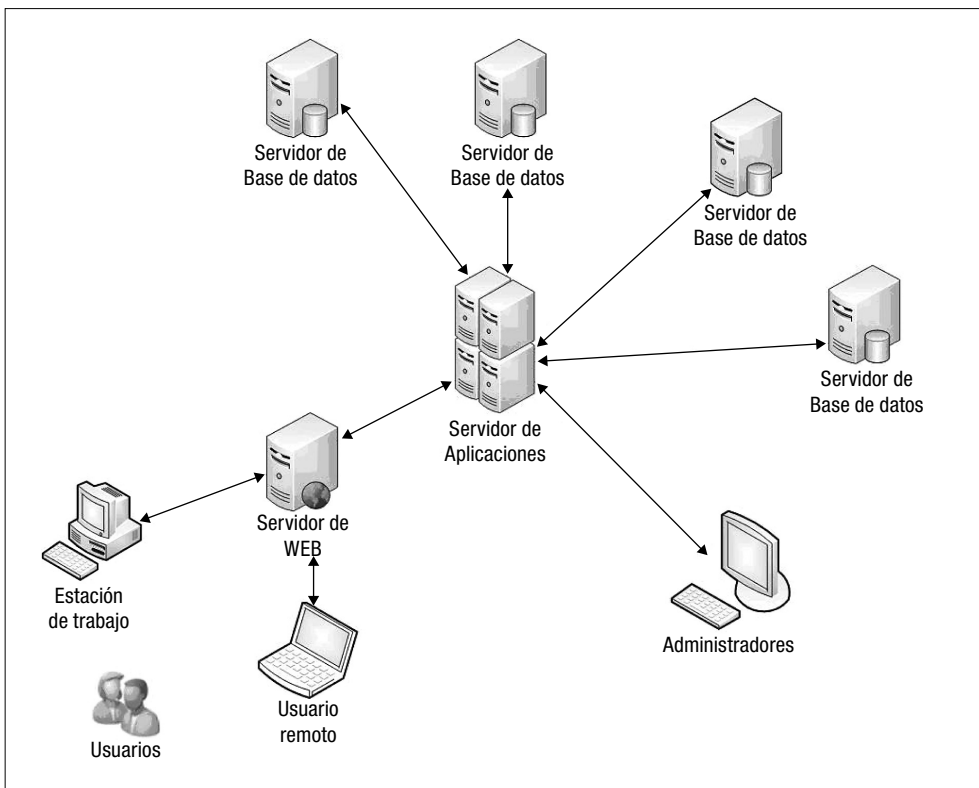 Servidor de
Base de datos
Servidor de
Base de datos
Servidor de
Base de datos
Servidor de
Base de datos
Servidor de
Aplicaciones
Servidor de
WEB
Estación
de trabajo
Administradores
Usuario
remoto
Usuarios